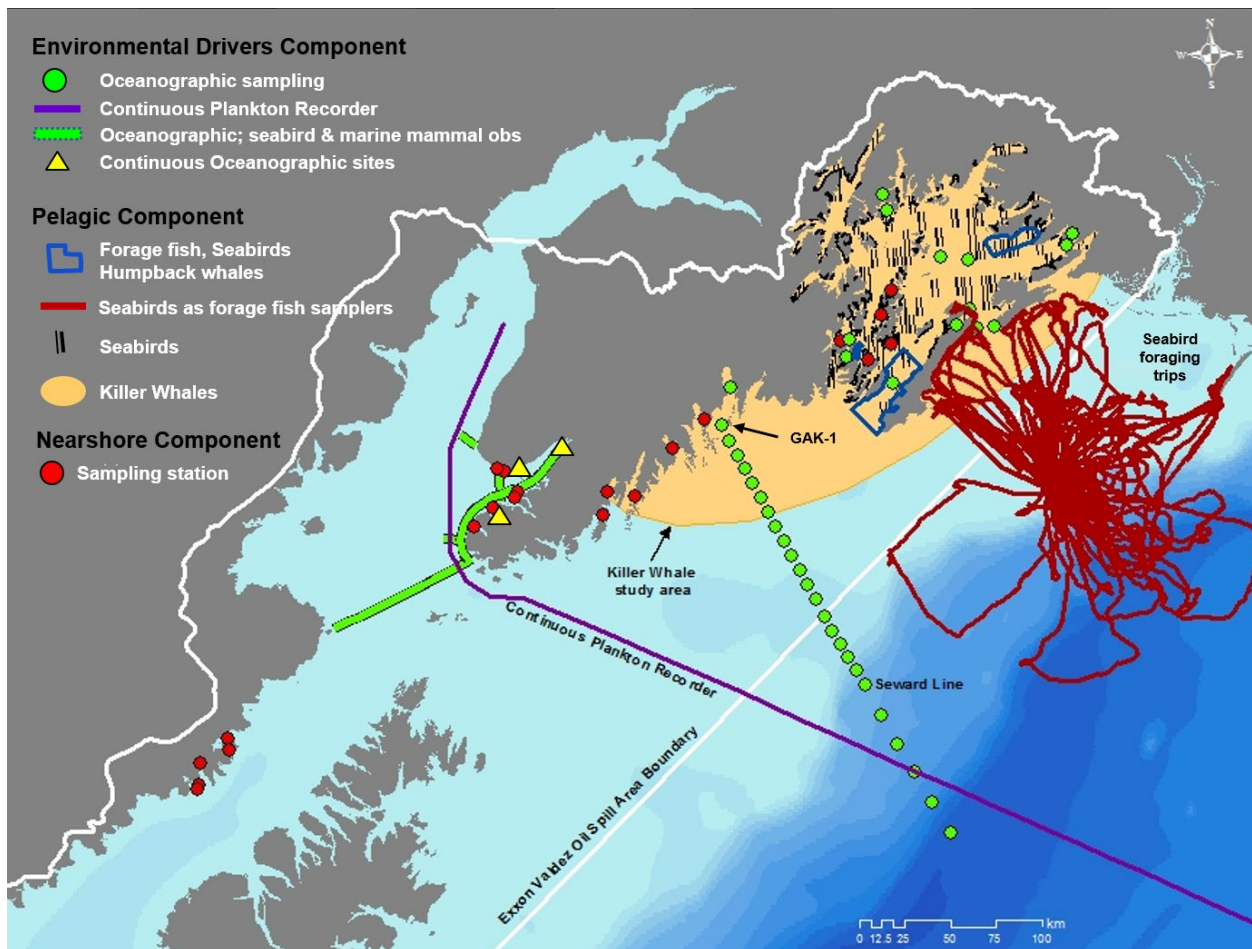 Environmental Drivers Component
Oceanographic sampling
Continuous Plankton Recorder
Oceanographic; seabird & marine mammal obs
Continuous Oceanographic sites
Pelagic Component
Forage fish, Seabirds
Humpback whales
Seabirds as forage fish samplers
Seabirds
Killer Whales
Nearshore Component
Sampling station
N
W
E
S
Seabird
foraging
trips
GAK-1
Killer Whale
study area
Continuous Plankton Recorder
Seward Line
Exxon Valdez Oil Spill Area Boundary
km
0 12.5 25 50 75 100